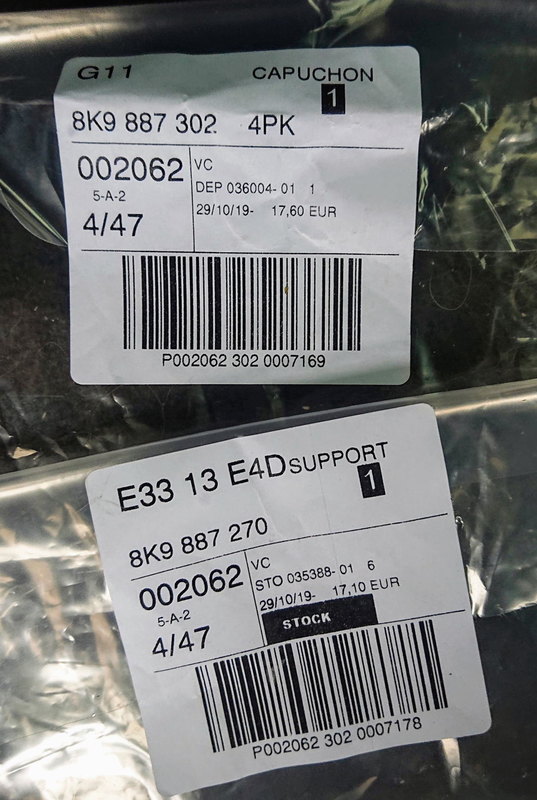 G11 CAPUCHON
1
8K9 887 302. 4PK
002062 VC
5-A-2 DEP 036004- 01 1
4/47 29/10/19- 17,60 EUR
P002062 302 0007169
E33 13 E4D SUPPORT
1
8K9 887 270
002062 VC
5-A-2 STO 035388- 01 6
4/47 29/10/19- 17,10 EUR
STOCK
P002062 302 0007178